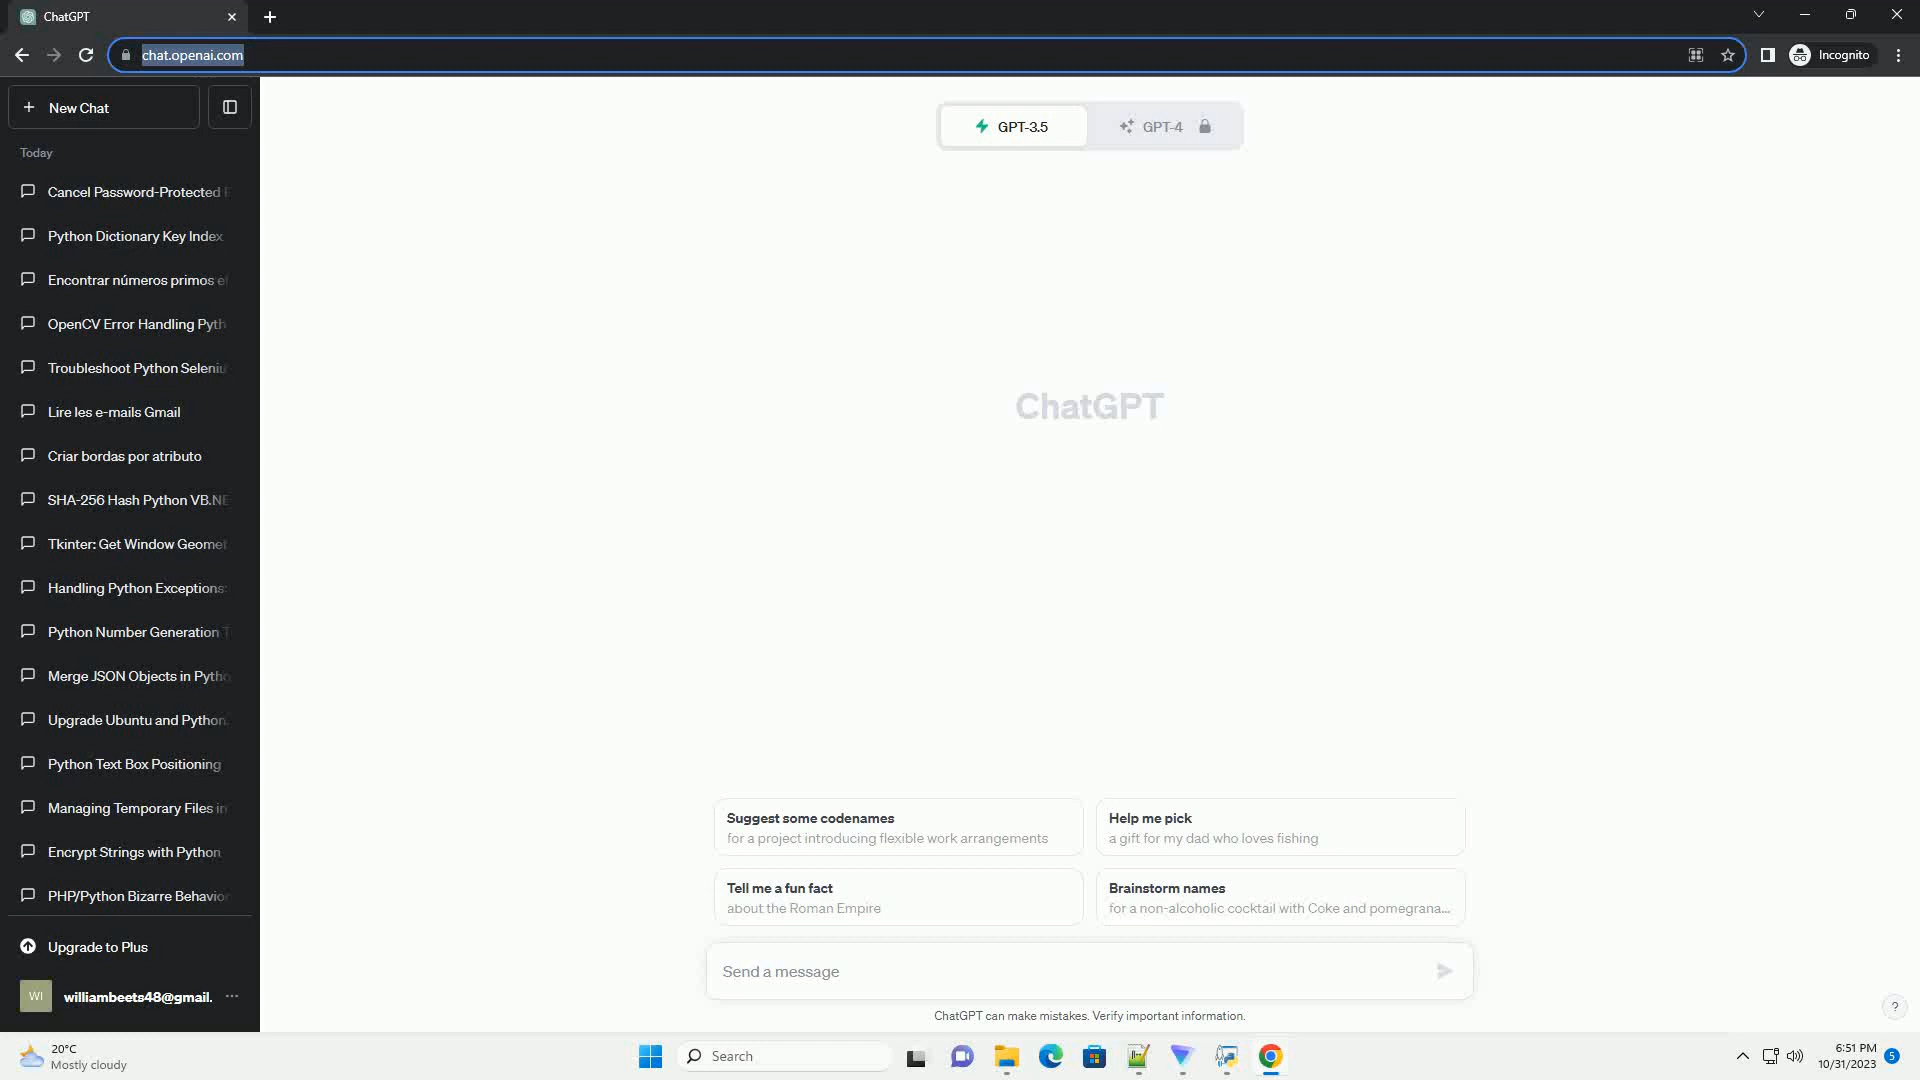 ChatGPT
chat.openai.com
Incognito
New Chat
GPT-3.5
GPT-4
Today
Cancel Password-Protected
Python Dictionary Key Index
Encontrar números primos
OpenCV Error Handling
Troubleshoot Python
Lire les e-mails Gmail
Criar bordas por atributo
SHA-256 Hash Python
Tkinter: Get Window
Handling Python Exceptions:
Python Number Generation
Merge JSON Objects in
Upgrade Ubuntu and Python
Python Text Box Positioning
Managing Temporary Files in
Encrypt Strings with Python
PHP/Python Bizarre
ChatGPT
Suggest some codenames
for a project introducing flexible work arrangements
Help me pick
a gift for my dad who loves fishing
Tell me a fun fact
about the Roman Empire
Brainstorm names
for a non-alcoholic cocktail with Coke and pomegrana...
Upgrade to Plus
WI
williambeets48@gmail.
Send a message
ChatGPT can make mistakes. Verify important information.
?
20°C
Mostly cloudy
Search
6:51 PM
10/31/2023
5